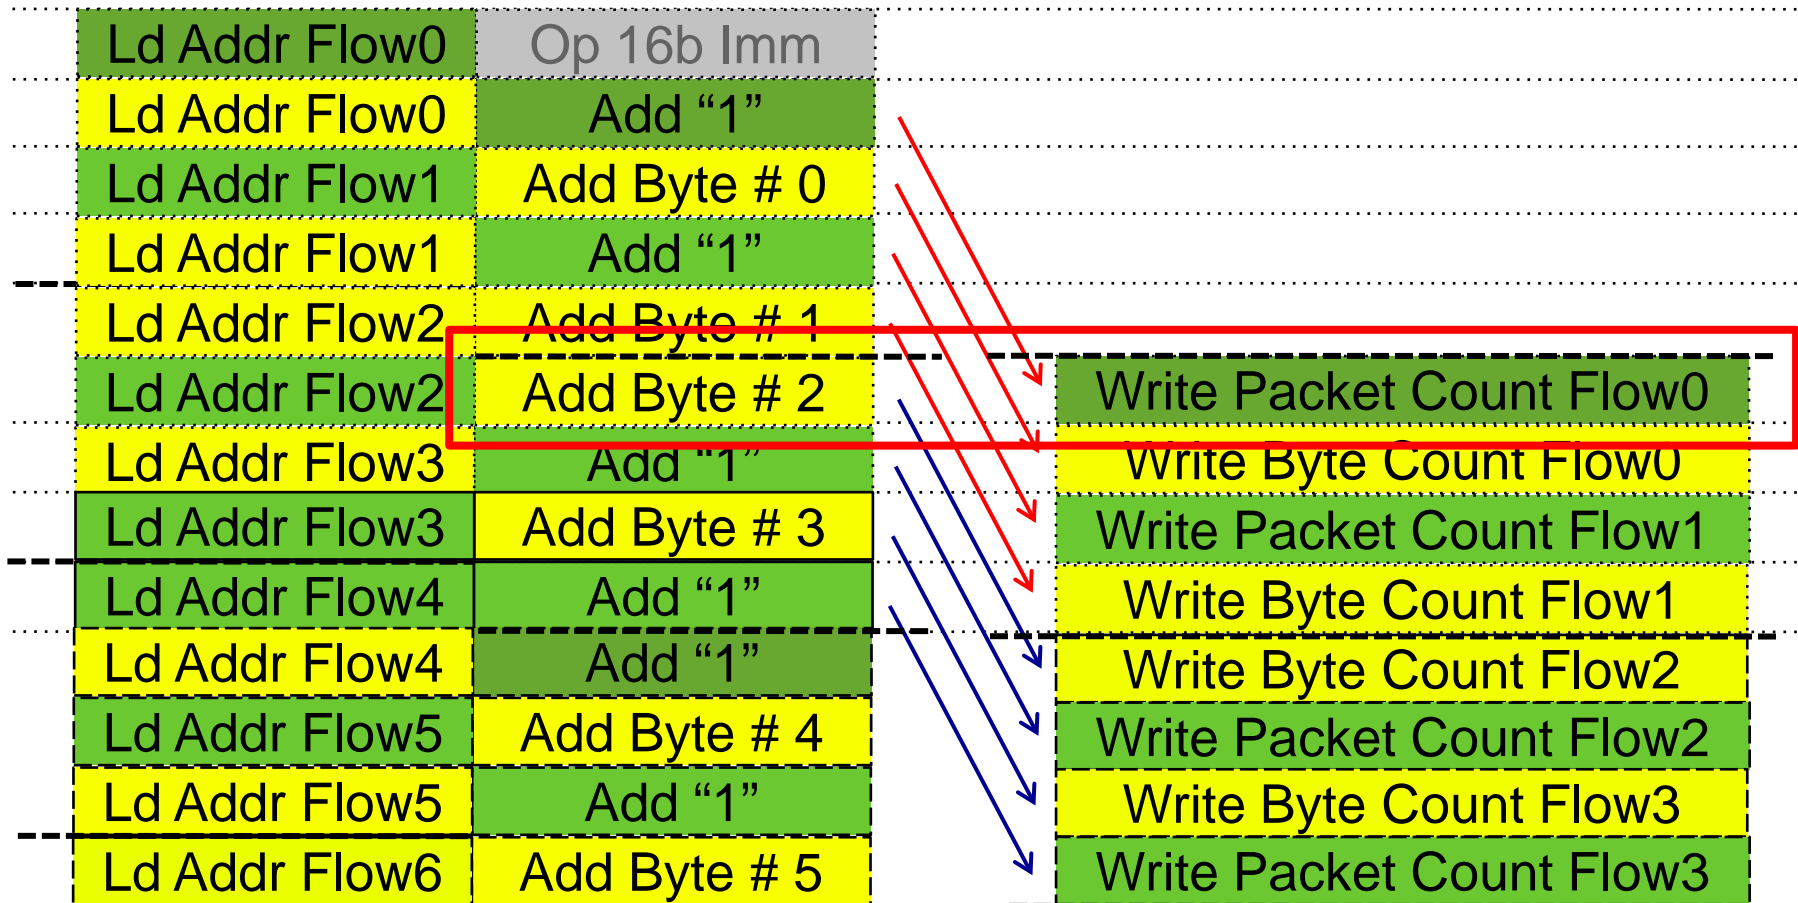 Ld Addr Flow0 Op 16b Imm
Ld Addr Flow0 Add “1”
Ld Addr Flow1 Add Byte # 0
Ld Addr Flow1 Add “1”
Ld Addr Flow2 Add Byte # 1
Ld Addr Flow2 Add Byte # 2 Write Packet Count Flow0
Ld Addr Flow3 Add "1" Write Byte Count Flow0
Ld Addr Flow3 Add Byte # 3 Write Packet Count Flow1
Ld Addr Flow4 Add “1” Write Byte Count Flow1
Ld Addr Flow4 Add “1” Write Byte Count Flow2
Ld Addr Flow5 Add Byte # 4 Write Packet Count Flow2
Ld Addr Flow5 Add “1” Write Byte Count Flow3
Ld Addr Flow6 Add Byte # 5 Write Packet Count Flow3